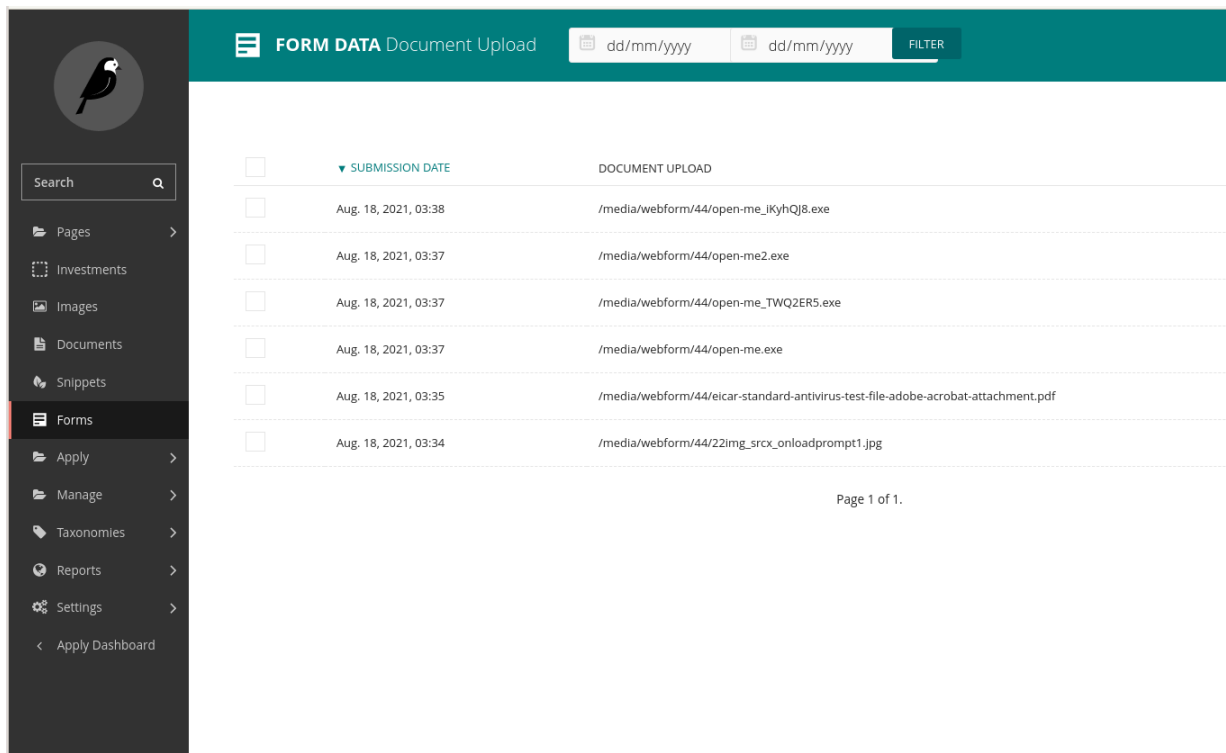 FORM DATA Document Upload
dd/mm/yyyy
dd/mm/yyyy
FILTER
Search
Pages
Investments
Images
Documents
Snippets
Forms
Apply
Manage
Taxonomies
Reports
Settings
Apply Dashboard
▼ SUBMISSION DATE DOCUMENT UPLOAD
Aug. 18, 2021, 03:38 /media/webform/44/open-me_iKyhQJ8.exe
Aug. 18, 2021, 03:37 /media/webform/44/open-me2.exe
Aug. 18, 2021, 03:37 /media/webform/44/open-me_TWQ2ER5.exe
Aug. 18, 2021, 03:37 /media/webform/44/open-me.exe
Aug. 18, 2021, 03:35 /media/webform/44/eicar-standard-antivirus-test-file-adobe-acrobat-attachment.pdf
Aug. 18, 2021, 03:34 /media/webform/44/22img_srcx_onloadprompt1.jpg
Page 1 of 1.